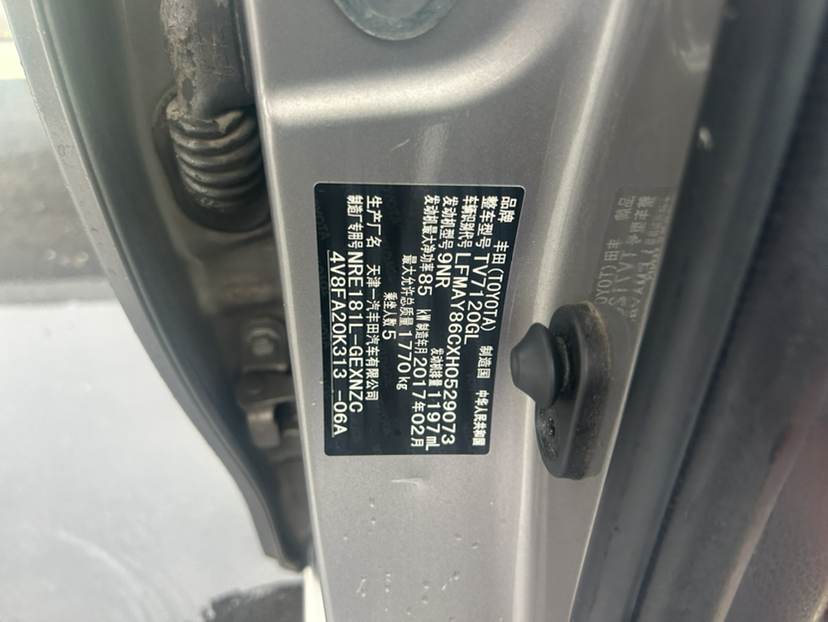 品牌 丰田(TOYOTA) 制造国 中华人民共和国
整车型号 TV7120GL
车辆识别代号 LFMAY86CXH0529073
发动机型号 9NR 发动机排量 1197 mL
发动机最大净功率 85 kW 制造年月 2017年02月
最大允许总质量 1770 kg
乘坐人数 5
生产厂名 天津一汽丰田汽车有限公司
制造厂专用号 NRE181L-GEXNZC
4V8FA20K313 -06A